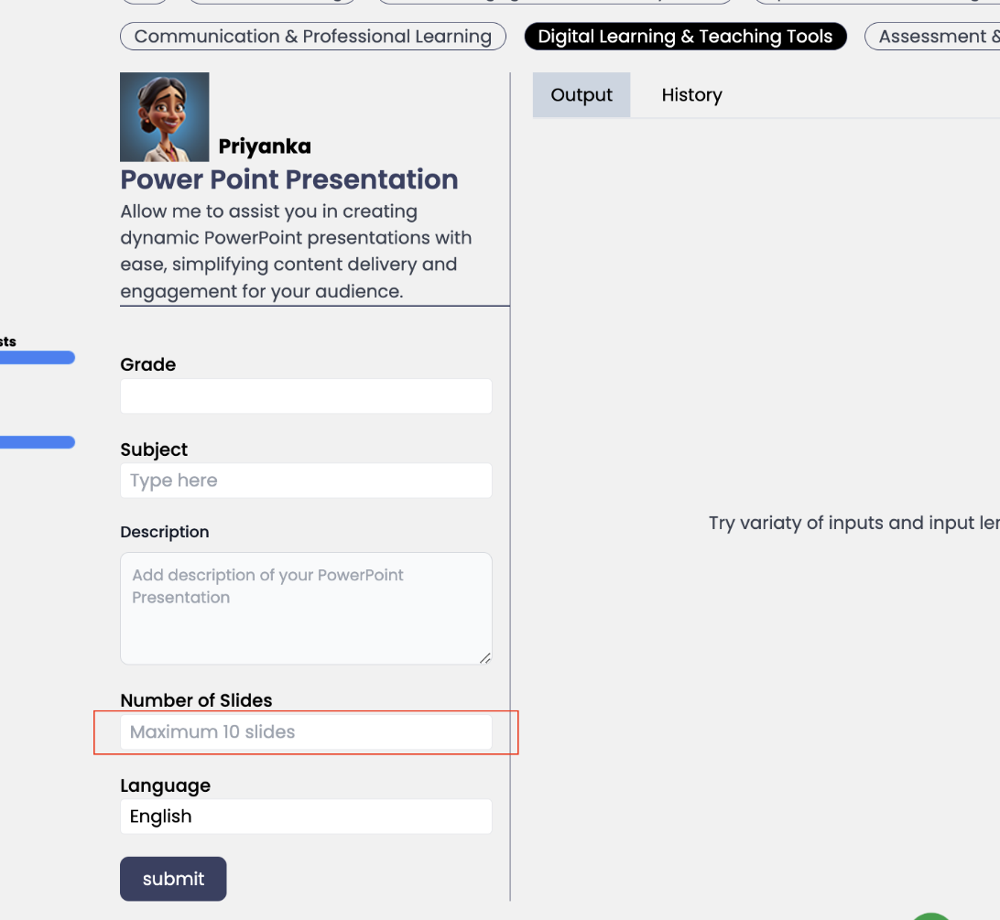 Communication & Professional Learning
Digital Learning & Teaching Tools
Assessment &
Output
History
Priyanka
Power Point Presentation
Allow me to assist you in creating
dynamic PowerPoint presentations with
ease, simplifying content delivery and
engagement for your audience.
sts
Grade
Subject
Type here
Description
Try variaty of inputs and input len
Add description of your PowerPoint
Presentation
Number of Slides
Maximum 10 slides
Language
English
submit